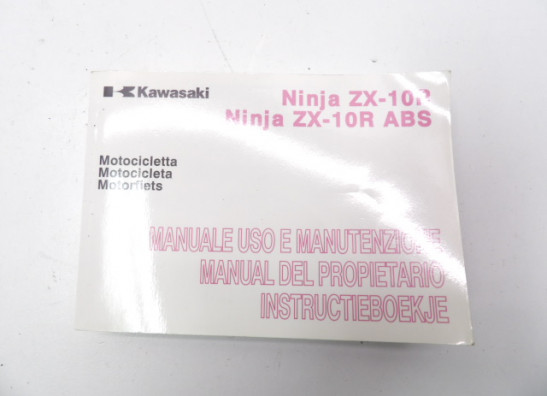 Kawasaki
Ninja ZX-10R
Ninja ZX-10R ABS
Motocicletta
Motocicleta
Motorfiets
MANUALE USO E MANUTENZIONE
MANUAL DEL PROPIETARIO
INSTRUCTIEBOEKJE